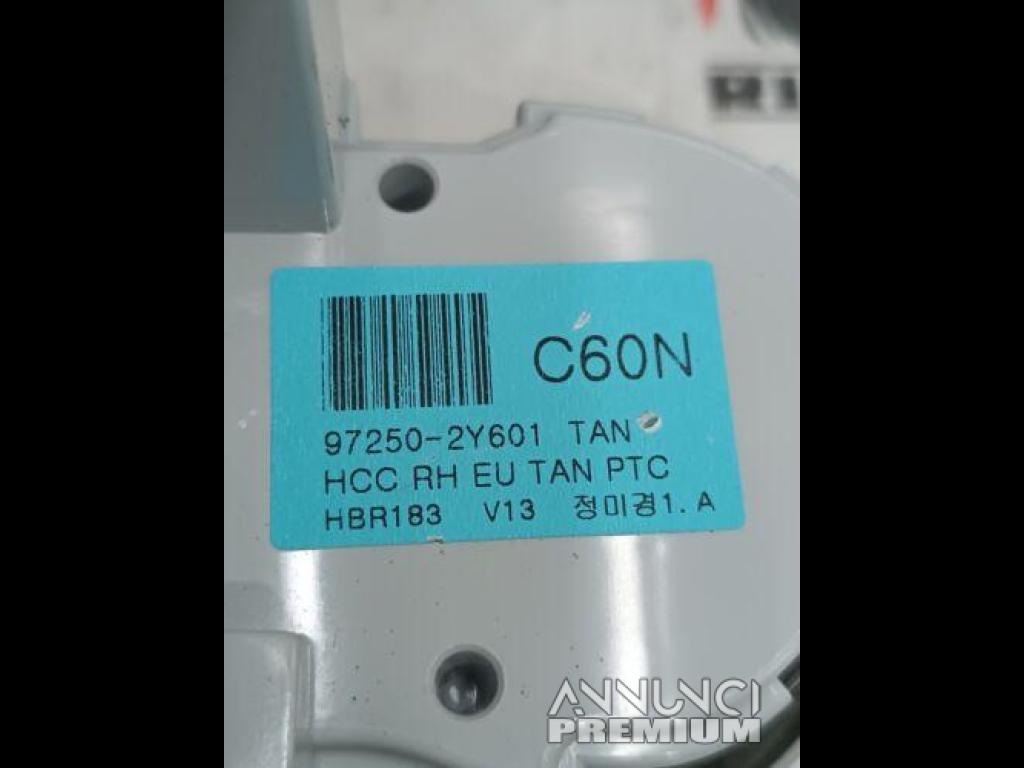 C60N
97250-2Y601 TAN
HCC RH EU TAN PTC
HBR183 V13 정미경1. A
ANNUNCI
PREMIUM